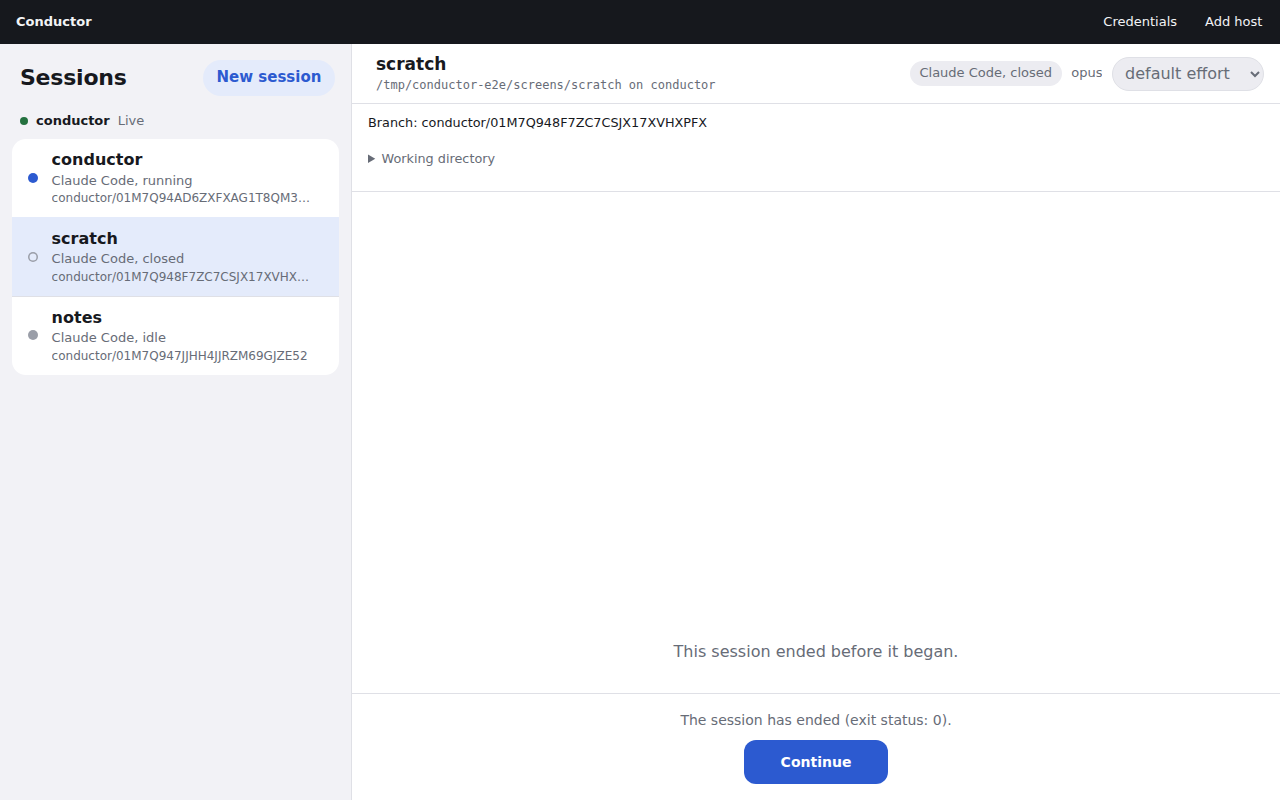 Conductor
Credentials
Add host
Sessions
New session
conductor Live
conductor
Claude Code, running
conductor/01M7Q94AD6ZXFXAG1T8QM3…
scratch
Claude Code, closed
conductor/01M7Q948F7ZC7CSJX17XVHX…
notes
Claude Code, idle
conductor/01M7Q947JJHH4JJRZM69GJZE52
scratch
/tmp/conductor-e2e/screens/scratch on conductor
Claude Code, closed
opus
default effort
Branch: conductor/01M7Q948F7ZC7CSJX17XVHXPFX
Working directory
This session ended before it began.
The session has ended (exit status: 0).
Continue